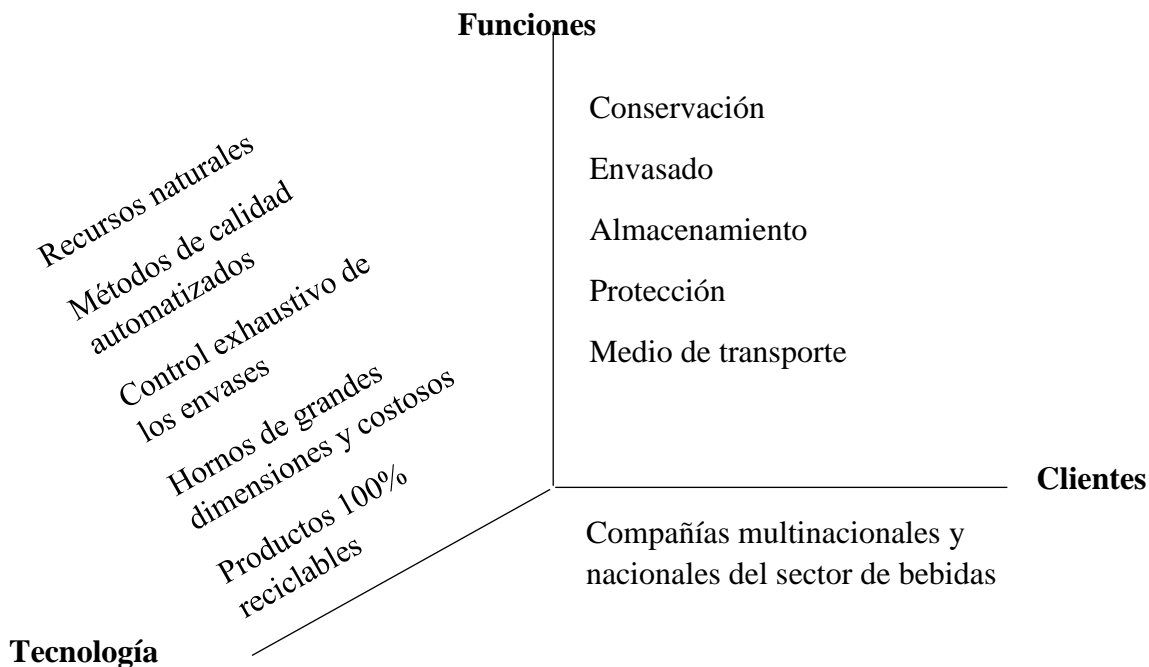 Funciones
Conservación
Envasado
Almacenamiento
Protección
Medio de transporte
Recursos naturales
Métodos de calidad
automatizados
Control exhaustivo de
los envases
Hornos de grandes
dimensiones y costosos
Productos 100%
reciclables
Clientes
Compañías multinacionales y
nacionales del sector de bebidas
Tecnología